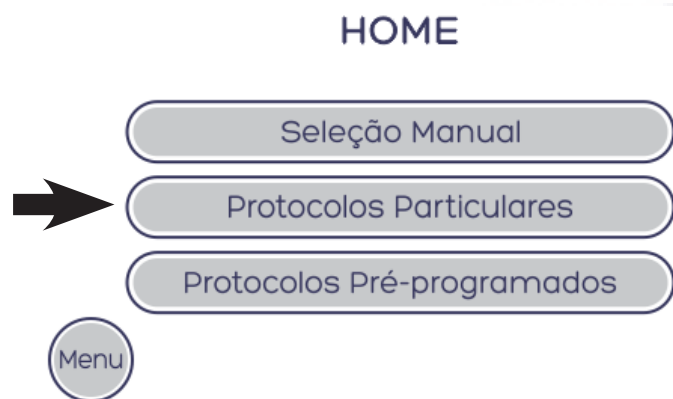 HOME
Seleção Manual
Protocolos Particulares
Protocolos Pré-programados
Menu